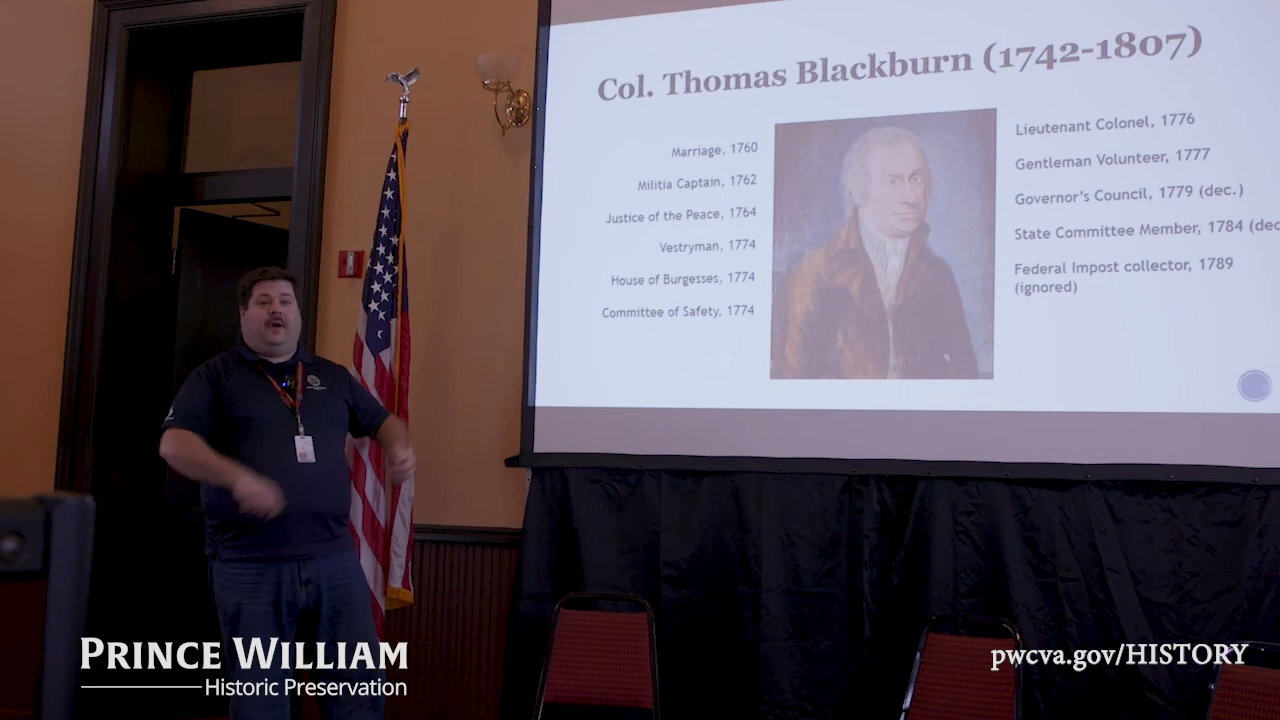 Col. Thomas Blackburn (1742-1807)
Marriage, 1760
Militia Captain, 1762
Justice of the Peace, 1764
Vestryman, 1774
House of Burgesses, 1774
Committee of Safety, 1774
Lieutenant Colonel, 1776
Gentleman Volunteer, 1777
Governor's Council, 1779 (dec.)
State Committee Member, 1784 (dec
Federal Impost collector, 1789
(ignored)
PRINCE WILLIAM
Historic Preservation
pwcva.gov/HISTORY